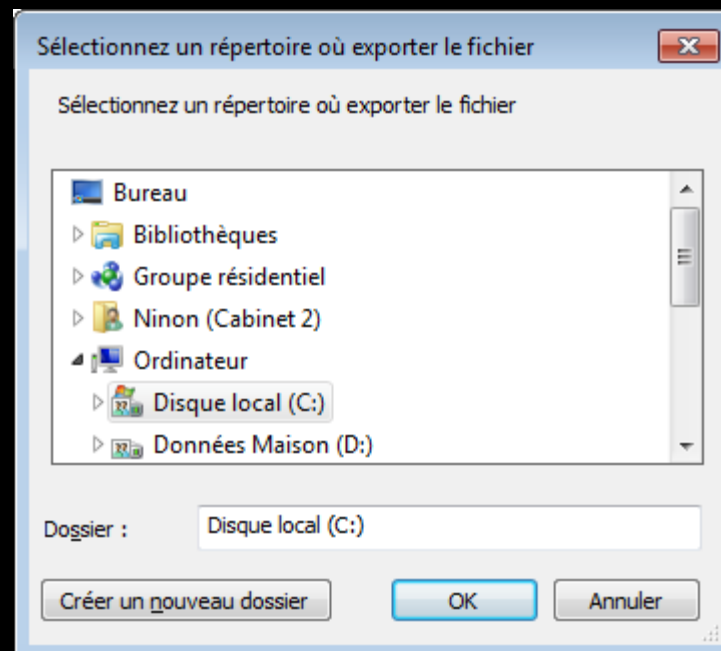 Sélectionnez un répertoire où exporter le fichier
Sélectionnez un répertoire où exporter le fichier
Bureau
Bibliothèques
Groupe résidentiel
Ninon (Cabinet 2)
Ordinateur
Disque local (C:)
Données Maison (D:)
Dossier : Disque local (C:)
Créer un nouveau dossier OK Annuler